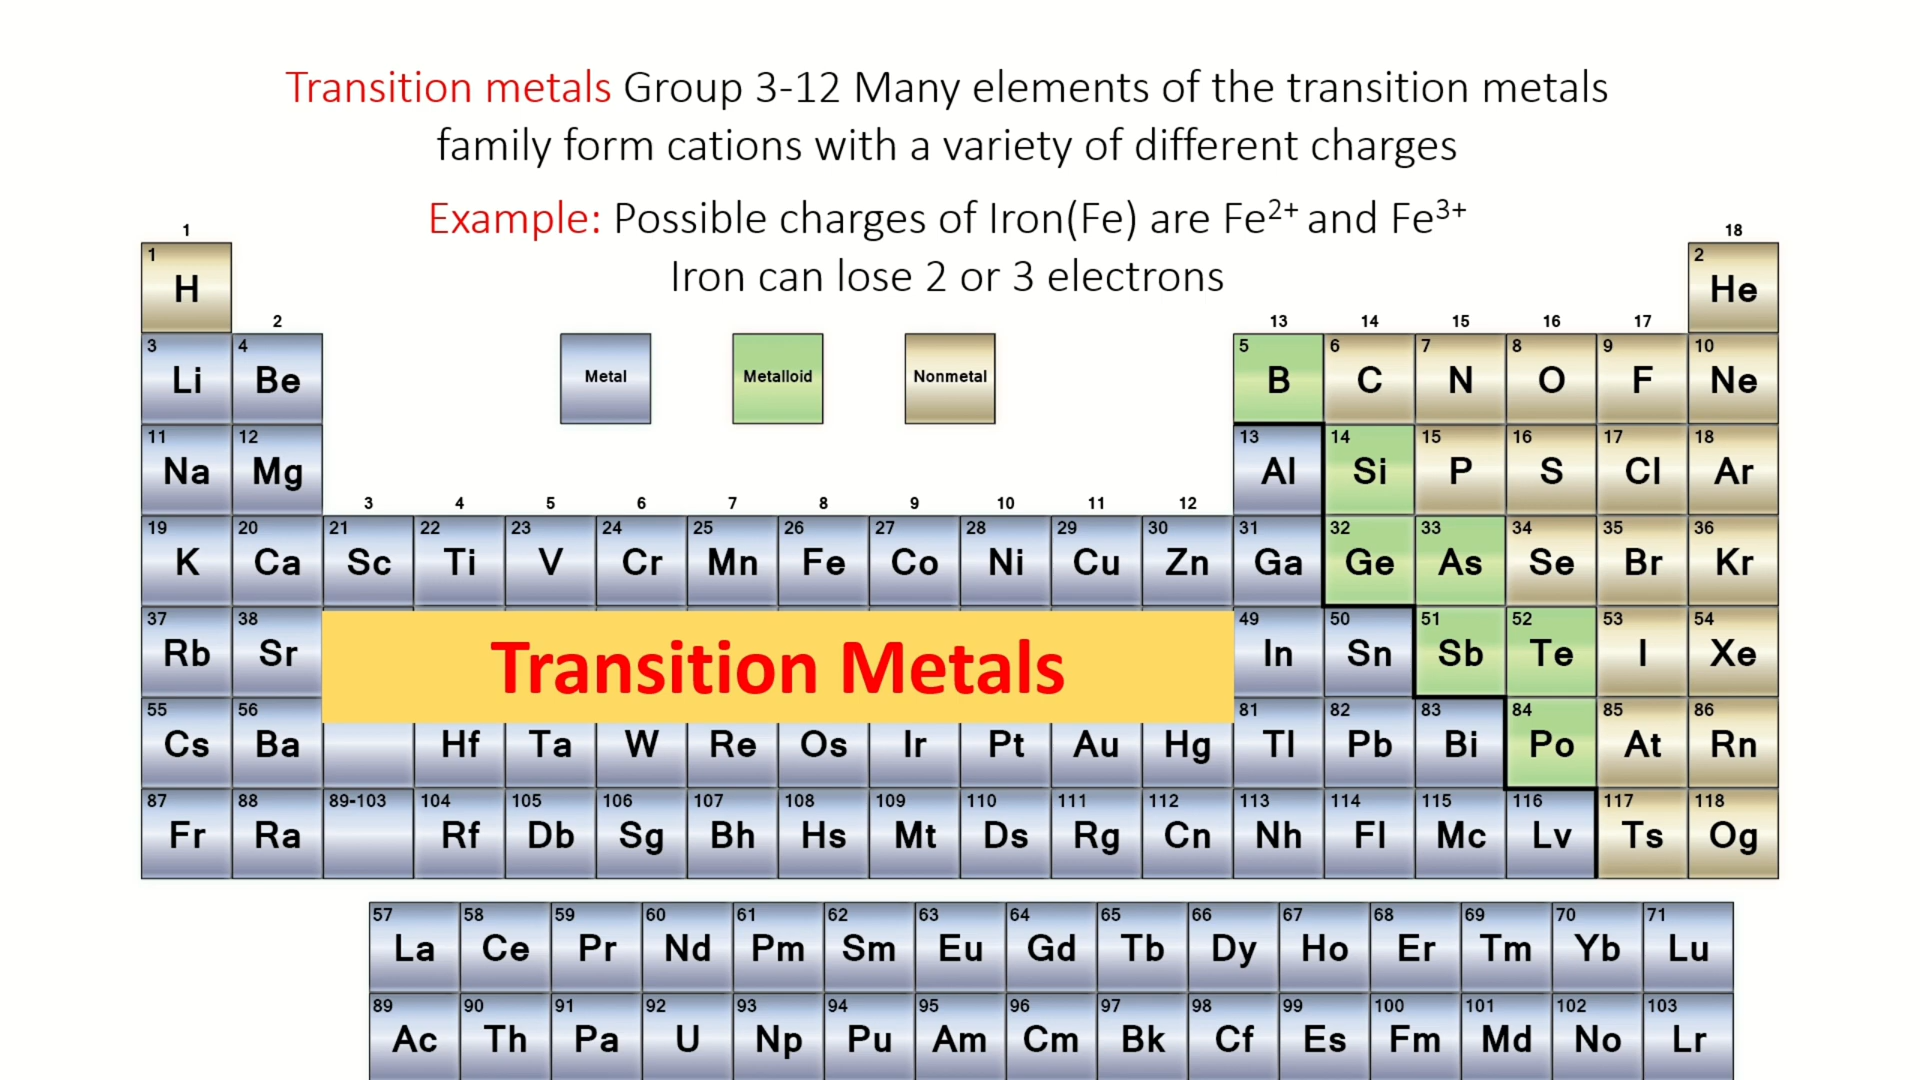 Transition metals Group 3-12 Many elements of the transition metals
family form cations with a variety of different charges
Example: Possible charges of Iron(Fe) are Fe²⁺ and Fe³⁺
Iron can lose 2 or 3 electrons
1 18
1 2
H He
2 13 14 15 16 17
3 4 5 6 7 8 9 10
Li Be Metal Metalloid Nonmetal B C N O F Ne
11 12 13 14 15 16 17 18
Na Mg Al Si P S Cl Ar
3 4 5 6 7 8 9 10 11 12
19 20 21 22 23 24 25 26 27 28 29 30 31 32 33 34 35 36
K Ca Sc Ti V Cr Mn Fe Co Ni Cu Zn Ga Ge As Se Br Kr
37 38 49 50 51 52 53 54
Rb Sr Transition Metals In Sn Sb Te I Xe
55 56 81 82 83 84 85 86
Cs Ba Hf Ta W Re Os Ir Pt Au Hg Tl Pb Bi Po At Rn
87 88 89-103 104 105 106 107 108 109 110 111 112 113 114 115 116 117 118
Fr Ra Rf Db Sg Bh Hs Mt Ds Rg Cn Nh Fl Mc Lv Ts Og
57 58 59 60 61 62 63 64 65 66 67 68 69 70 71
La Ce Pr Nd Pm Sm Eu Gd Tb Dy Ho Er Tm Yb Lu
89 90 91 92 93 94 95 96 97 98 99 100 101 102 103
Ac Th Pa U Np Pu Am Cm Bk Cf Es Fm Md No Lr